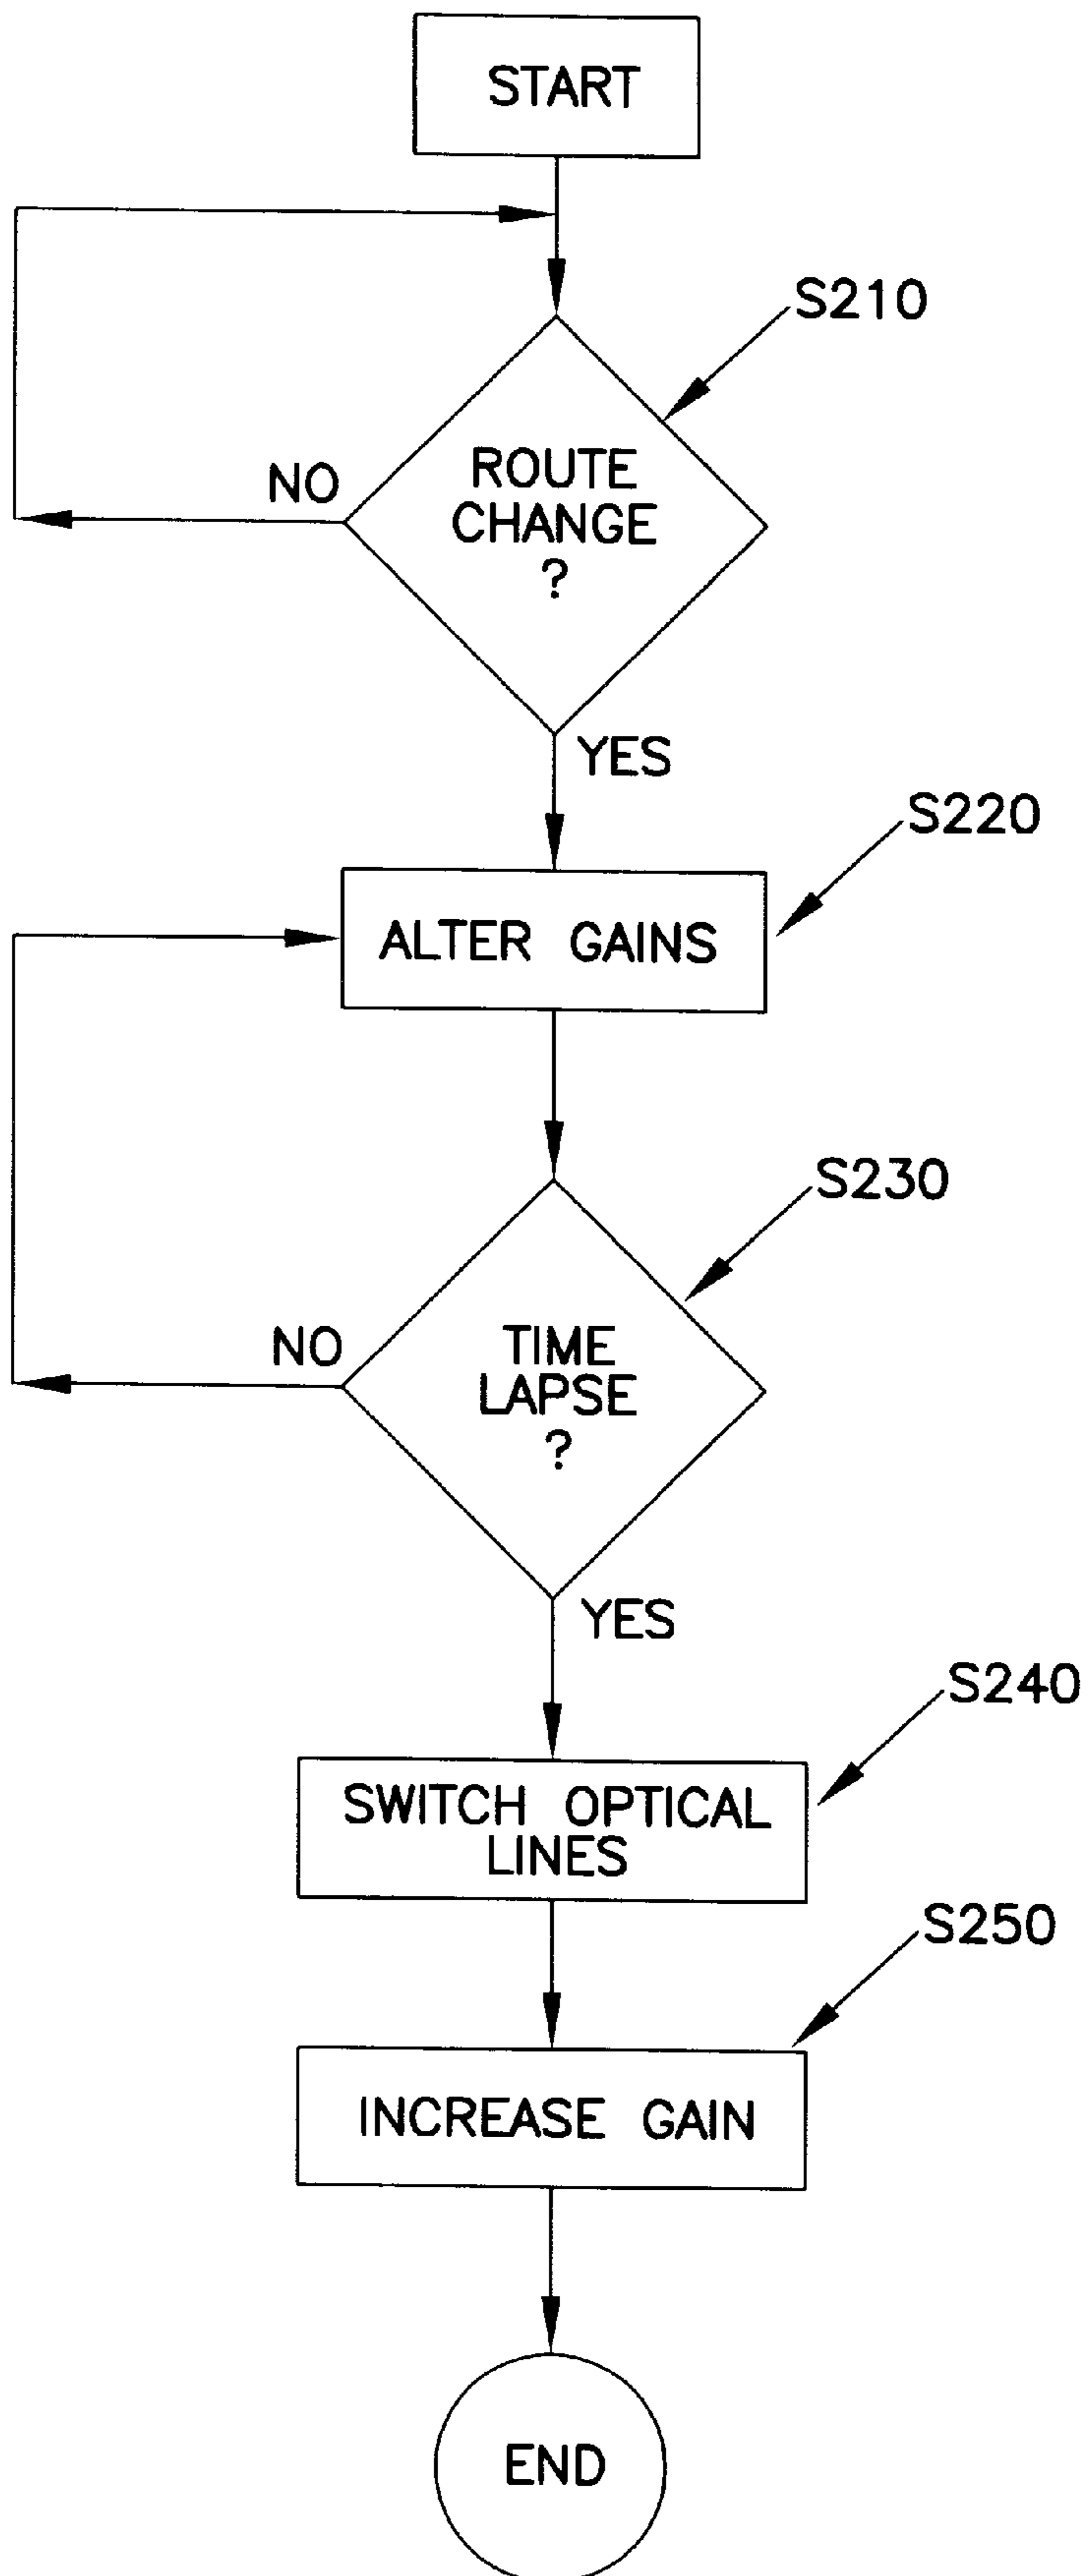 START
S210
ROUTE
CHANGE
?
NO
YES
S220
ALTER GAINS
S230
TIME
LAPSE
?
NO
YES
S240
SWITCH OPTICAL
LINES
S250
INCREASE GAIN
END